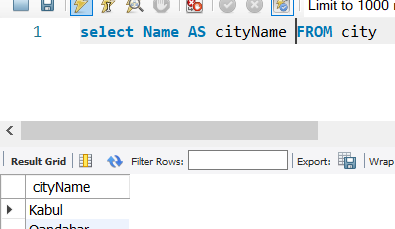 Limit to 1000
1 select Name AS cityName FROM city
Result Grid Filter Rows: Export: Wrap
cityName
Kabul